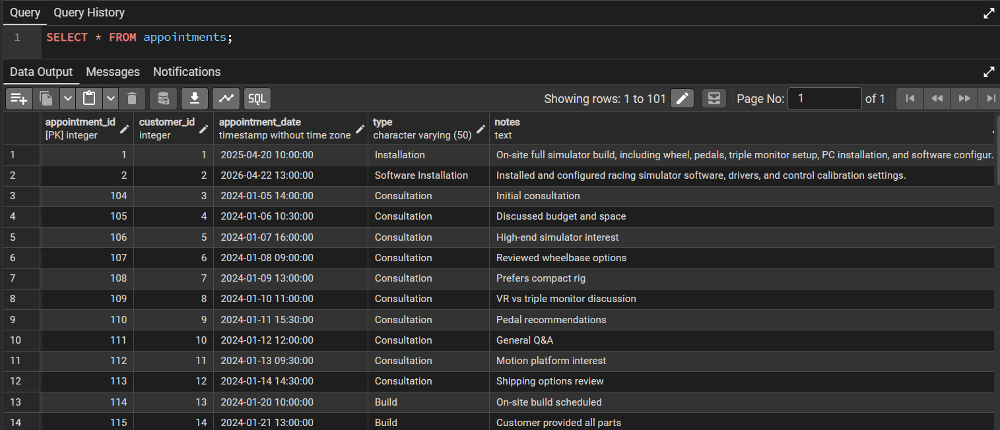 Query Query History
1 SELECT * FROM appointments;
Data Output Messages Notifications
SQL Showing rows: 1 to 101 Page No: 1 of 1
appointment_id customer_id appointment_date type notes
[PK] integer integer timestamp without time zone character varying (50) text
1 1 1 2025-04-20 10:00:00 Installation On-site full simulator build, including wheel, pedals, triple monitor setup, PC installation, and software configur...
2 2 2 2026-04-22 13:00:00 Software Installation Installed and configured racing simulator software, drivers, and control calibration settings.
3 104 3 2024-01-05 14:00:00 Consultation Initial consultation
4 105 4 2024-01-06 10:30:00 Consultation Discussed budget and space
5 106 5 2024-01-07 16:00:00 Consultation High-end simulator interest
6 107 6 2024-01-08 09:00:00 Consultation Reviewed wheelbase options
7 108 7 2024-01-09 13:00:00 Consultation Prefers compact rig
8 109 8 2024-01-10 11:00:00 Consultation VR vs triple monitor discussion
9 110 9 2024-01-11 15:30:00 Consultation Pedal recommendations
10 111 10 2024-01-12 12:00:00 Consultation General Q&A
11 112 11 2024-01-13 09:30:00 Consultation Motion platform interest
12 113 12 2024-01-14 14:30:00 Consultation Shipping options review
13 114 13 2024-01-20 10:00:00 Build On-site build scheduled
14 115 14 2024-01-21 13:00:00 Build Customer provided all parts